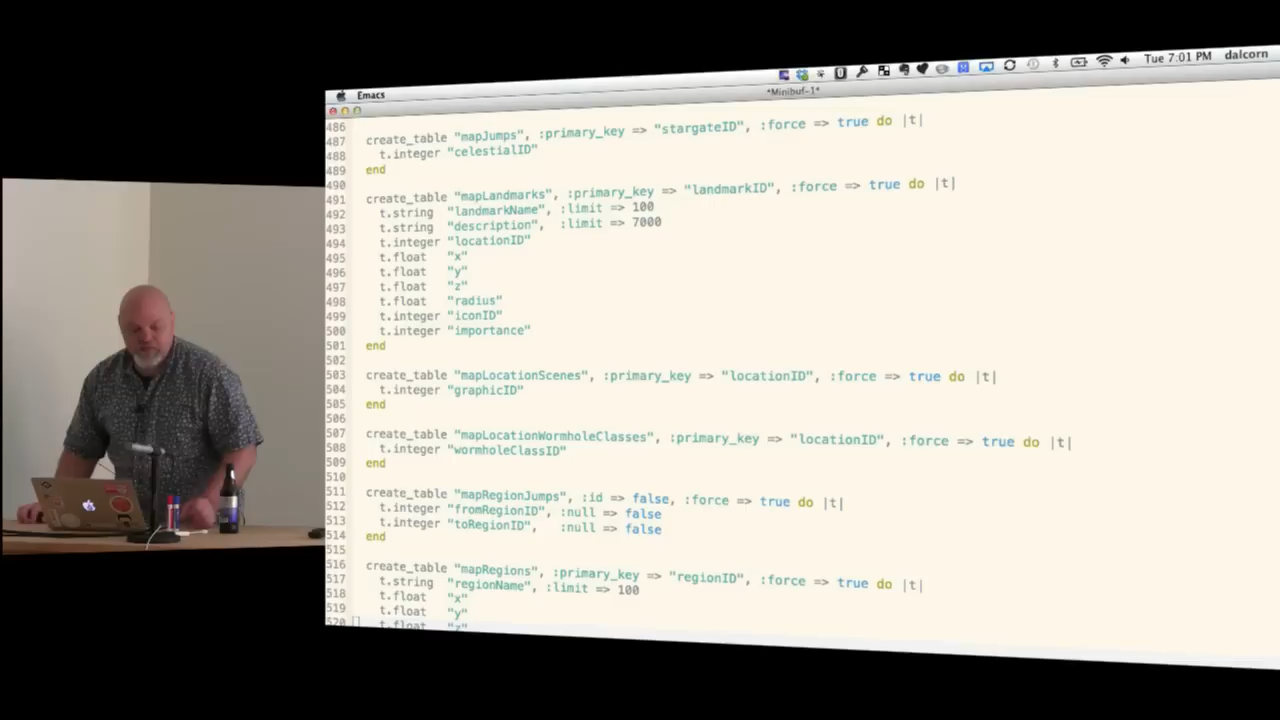 Emacs
Tue 7:01 PM dalcorn
*Minibuf-1*
486
487 create_table "mapJumps", :primary_key => "stargateID", :force => true do |t|
488 t.integer "celestialID"
489 end
490
491 create_table "mapLandmarks", :primary_key => "landmarkID", :force => true do |t|
492 t.string "landmarkName", :limit => 100
493 t.string "description", :limit => 7000
494 t.integer "locationID"
495 t.float "x"
496 t.float "y"
497 t.float "z"
498 t.float "radius"
499 t.integer "iconID"
500 t.integer "importance"
501 end
502
503 create_table "mapLocationScenes", :primary_key => "locationID", :force => true do |t|
504 t.integer "graphicID"
505 end
506
507 create_table "mapLocationWormholeClasses", :primary_key => "locationID", :force => true do |t|
508 t.integer "wormholeClassID"
509 end
510
511 create_table "mapRegionJumps", :id => false, :force => true do |t|
512 t.integer "fromRegionID", :null => false
513 t.integer "toRegionID", :null => false
514 end
515
516 create_table "mapRegions", :primary_key => "regionID", :force => true do |t|
517 t.string "regionName", :limit => 100
518 t.float "x"
519 t.float "y"
520 t.float "z"